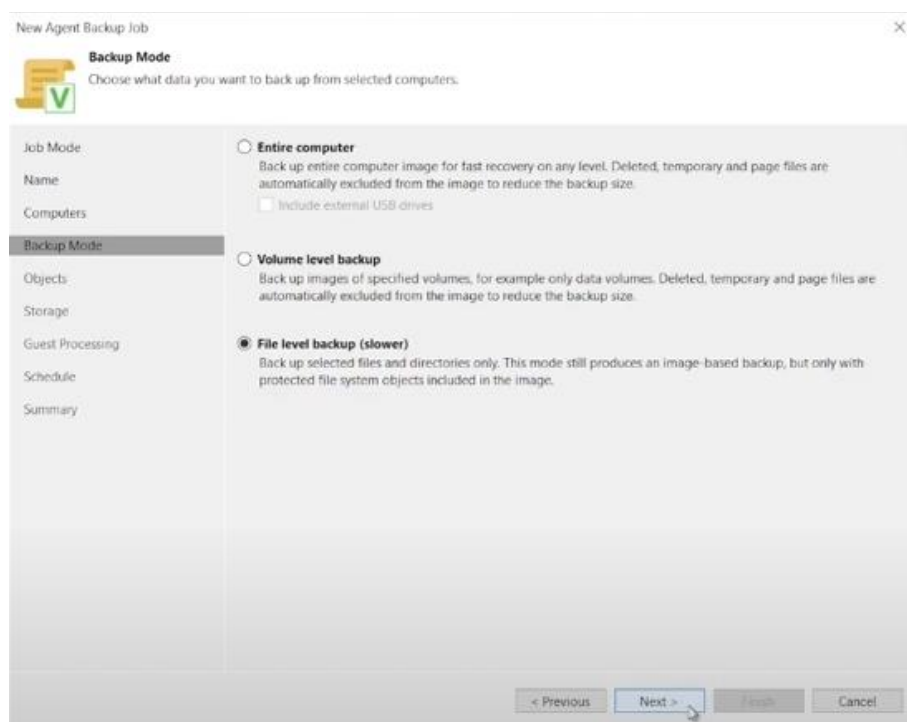 New Agent Backup Job
Backup Mode
Choose what data you want to back up from selected computers.
V
Job Mode
Name
Computers
Backup Mode
Objects
Storage
Guest Processing
Schedule
Summary
Entire computer
Back up entire computer image for fast recovery on any level. Deleted, temporary and page files are
automatically excluded from the image to reduce the backup size.
Include external USB drives
Volume level backup
Back up images of specified volumes, for example only data volumes. Deleted, temporary and page files are
automatically excluded from the image to reduce the backup size.
File level backup (slower)
Back up selected files and directories only. This mode still produces an image-based backup, but only with
protected file system objects included in the image.
< Previous
Next >
Finish
Cancel